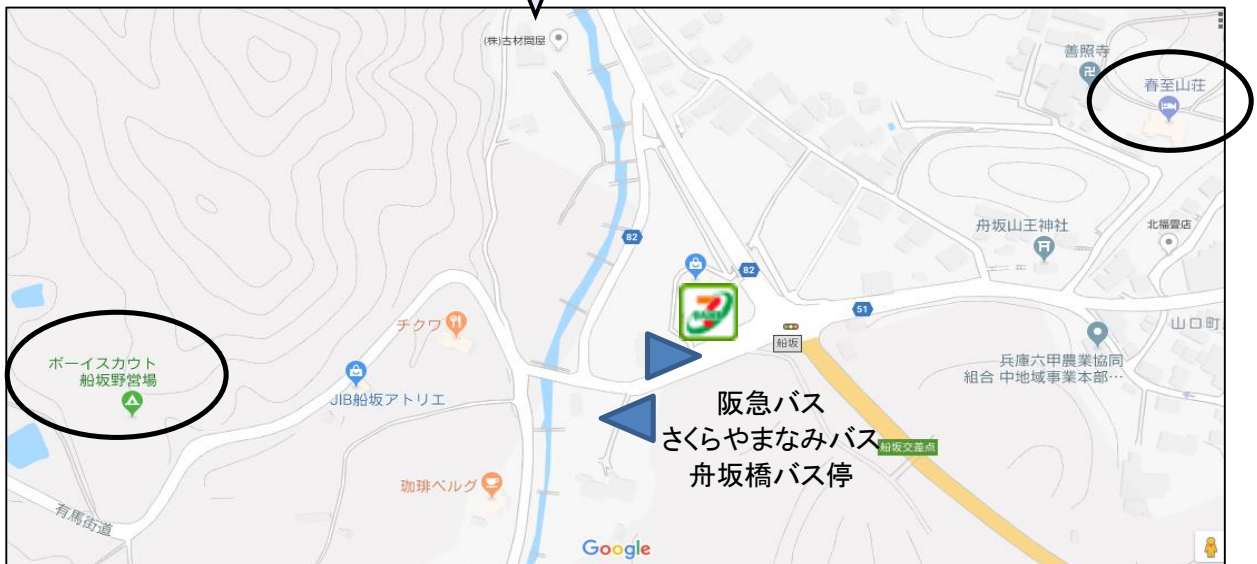 (株)古材問屋
善照寺
春至山荘
舟坂山王神社
北福畳店
82
82
51
山口町
チクワ
船坂
兵庫六甲農業協同
組合 中地域事業本部…
ボーイスカウト
船坂野営場
JIB船坂アトリエ
阪急バス
さくらやまなみバス
舟坂橋バス停
船坂交差点
珈琲ベルグ
有馬街道
Google